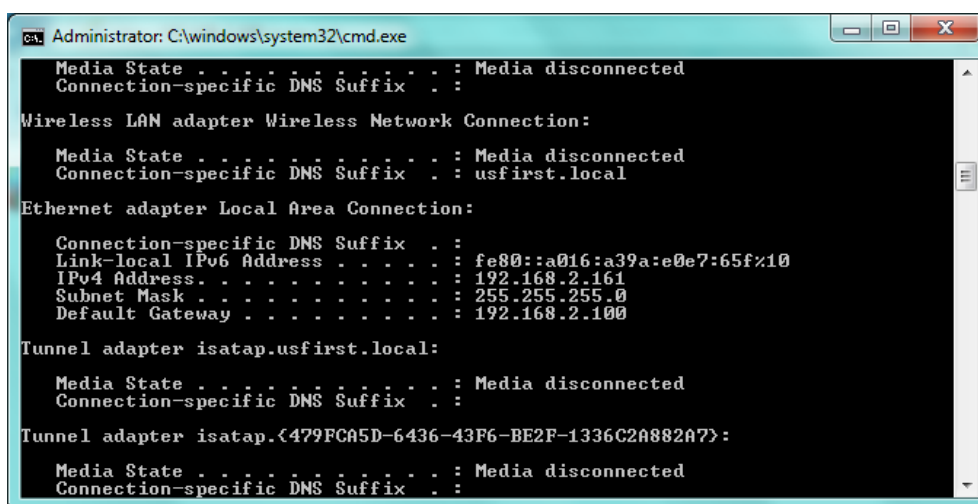 Administrator: C:\windows\system32\cmd.exe
Media State . . . . . . . . . . . : Media disconnected
Connection-specific DNS Suffix  . :
Wireless LAN adapter Wireless Network Connection:
Media State . . . . . . . . . . . : Media disconnected
Connection-specific DNS Suffix  . : usfirst.local
Ethernet adapter Local Area Connection:
Connection-specific DNS Suffix  . :
Link-local IPv6 Address . . . . . : fe80::a016:a39a:e0e7:65f%10
IPv4 Address. . . . . . . . . . . : 192.168.2.161
Subnet Mask . . . . . . . . . . . : 255.255.255.0
Default Gateway . . . . . . . . . : 192.168.2.100
Tunnel adapter isatap.usfirst.local:
Media State . . . . . . . . . . . : Media disconnected
Connection-specific DNS Suffix  . :
Tunnel adapter isatap.{479FCA5D-6436-43F6-BE2F-1336C2A882A7}:
Media State . . . . . . . . . . . : Media disconnected
Connection-specific DNS Suffix  . :